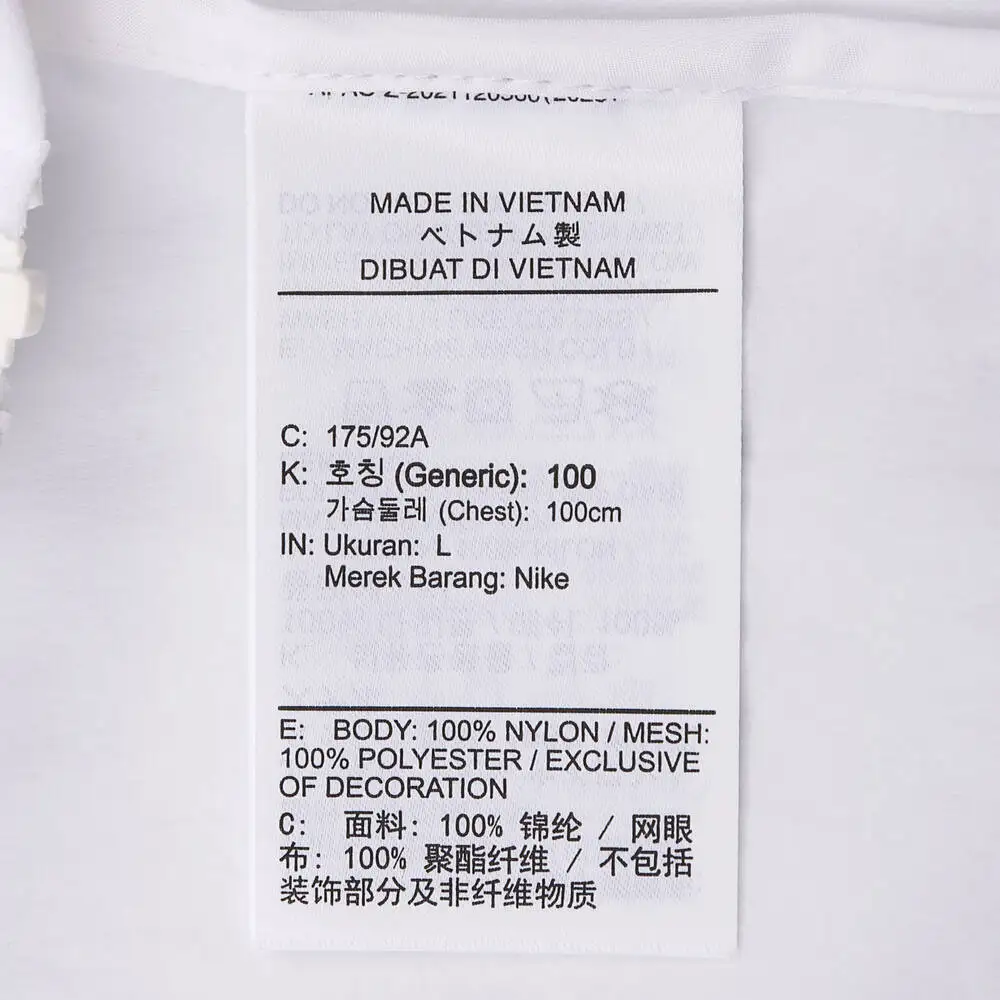 MADE IN VIETNAM
ベトナム製
DIBUAT DI VIETNAM
C: 175/92A
K: 호칭 (Generic): 100
가슴둘레 (Chest): 100cm
IN: Ukuran: L
Merek Barang: Nike
E: BODY: 100% NYLON / MESH:
100% POLYESTER / EXCLUSIVE
OF DECORATION
C: 面料: 100% 锦纶 / 网眼
布: 100% 聚酯纤维 / 不包括
装饰部分及非纤维物质